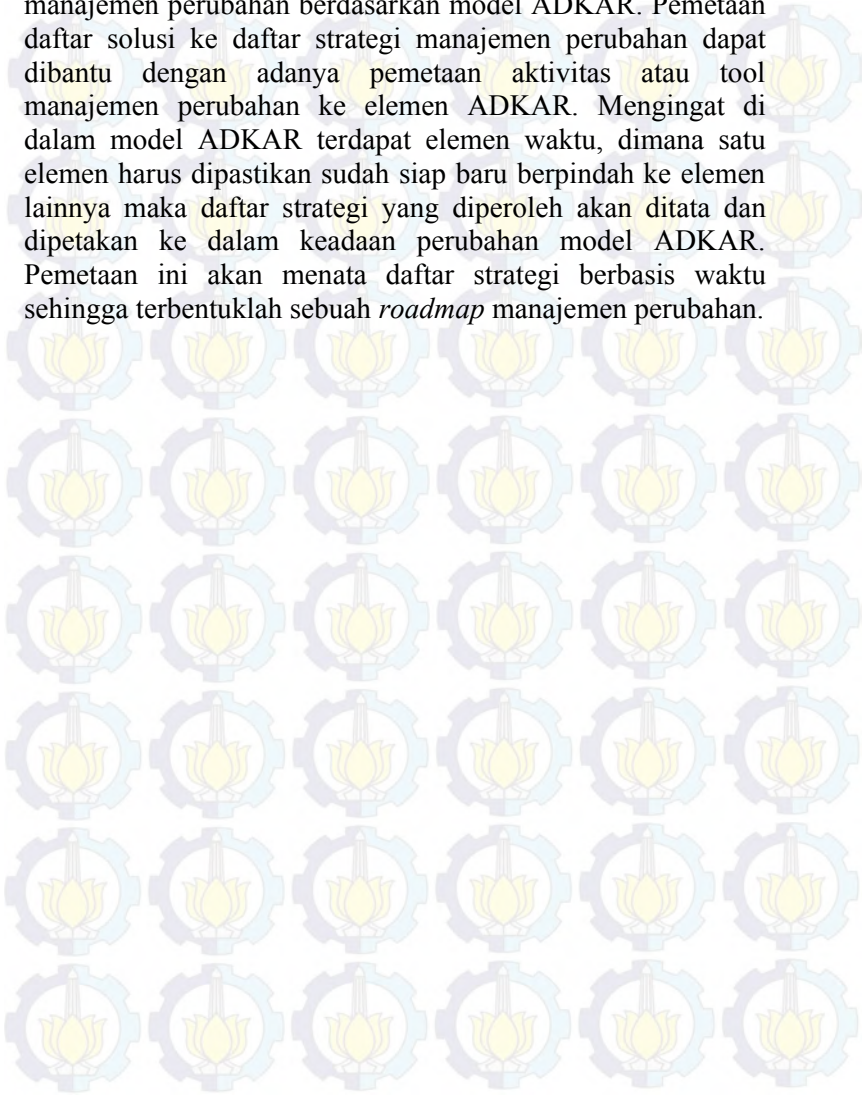 manajemen perubahan berdasarkan model ADKAR. Pemetaan
daftar solusi ke daftar strategi manajemen perubahan dapat
dibantu dengan adanya pemetaan aktivitas atau tool
manajemen perubahan ke elemen ADKAR. Mengingat di
dalam model ADKAR terdapat elemen waktu, dimana satu
elemen harus dipastikan sudah siap baru berpindah ke elemen
lainnya maka daftar strategi yang diperoleh akan ditata dan
dipetakan ke dalam keadaan perubahan model ADKAR.
Pemetaan ini akan menata daftar strategi berbasis waktu
sehingga terbentuklah sebuah roadmap manajemen perubahan.